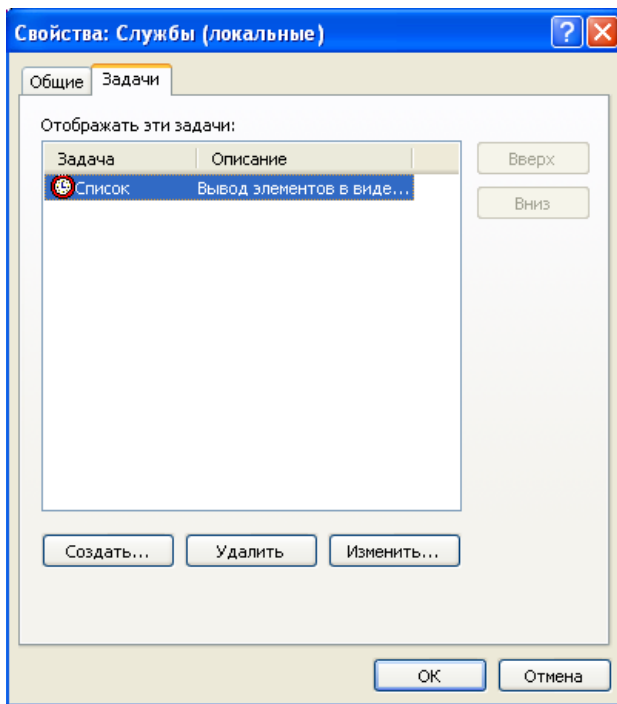 Свойства: Службы (локальные)
Общие Задачи
Отображать эти задачи:
Задача Описание
Список Вывод элементов в виде...
Вверх
Вниз
Создать... Удалить Изменить...
ОК Отмена